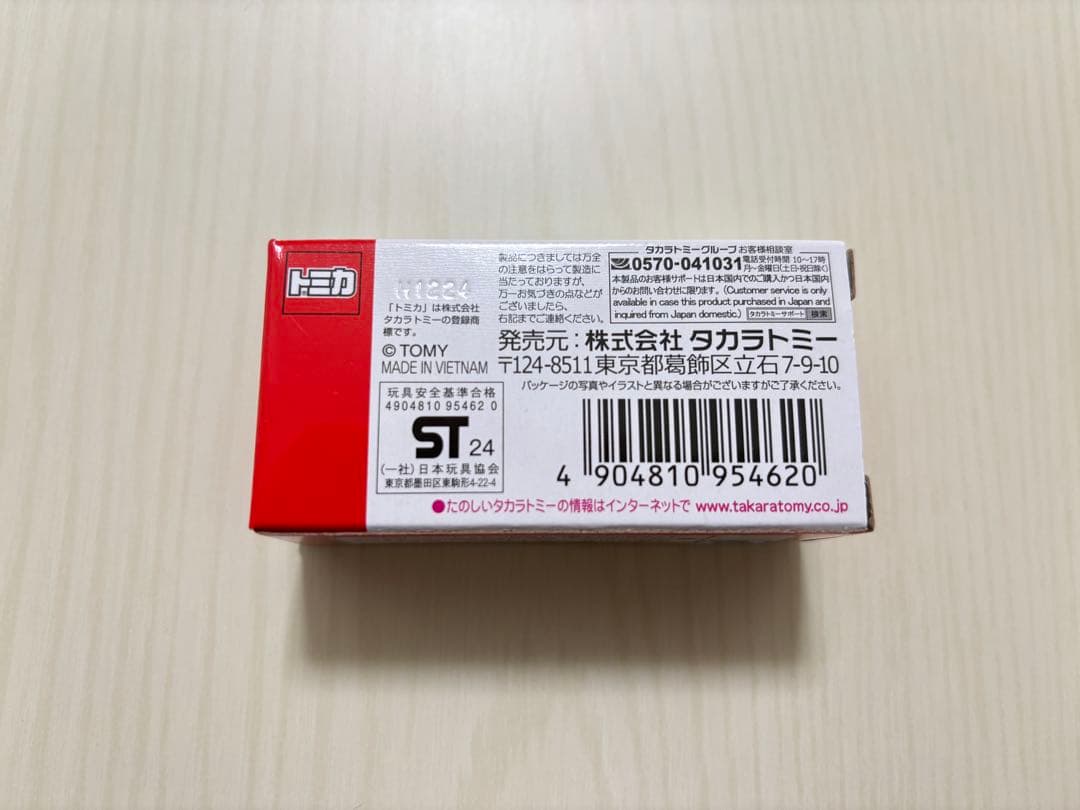 トミカ
「トミカ」は株式会社
タカラトミーの登録商
標です。
© TOMY
MADE IN VIETNAM
製品につきましては万全
の注意をはらって製造に
当たっておりますが、
万一お気づきの点などが
ございましたら、
右記までご連絡ください。
タカラトミーグループ お客様相談室
0570-041031 電話受付時間 10〜17時
月〜金曜日(土日・祝日除く)
本製品のお客様サポートは日本国内でのご購入かつ日本国内
からのお問い合わせに限ります。(Customer service is only
available in case this product purchased in Japan and
inquired from Japan domestic.) タカラトミーサポート 検索
発売元:株式会社 タカラトミー
〒124-8511 東京都葛飾区立石7-9-10
パッケージの写真やイラストと異なる場合がございますがご了承ください。
玩具安全基準合格
4904810 95462 0
ST 24
(一社)日本玩具協会
東京都墨田区東駒形4-22-4
4 904810 954620
●たのしいタカラトミーの情報はインターネットで www.takaratomy.co.jp